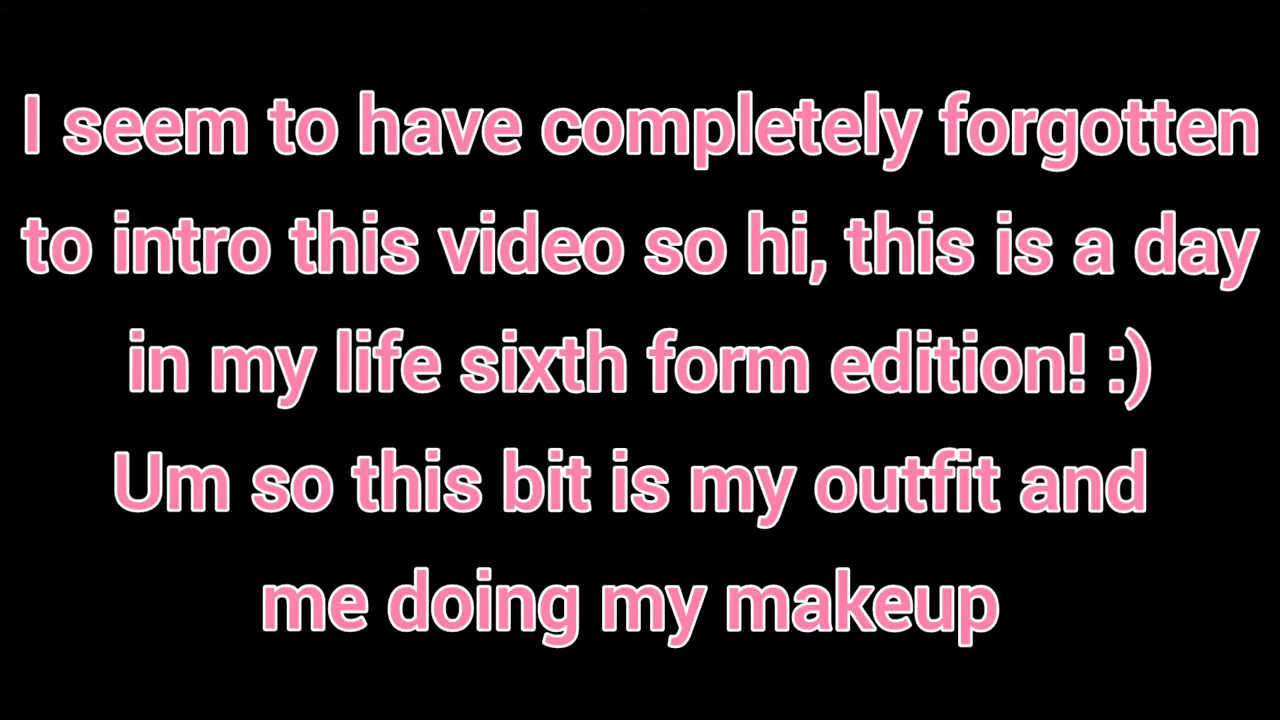 I seem to have completely forgotten
to intro this video so hi, this is a day
in my life sixth form edition! :)
Um so this bit is my outfit and
me doing my makeup